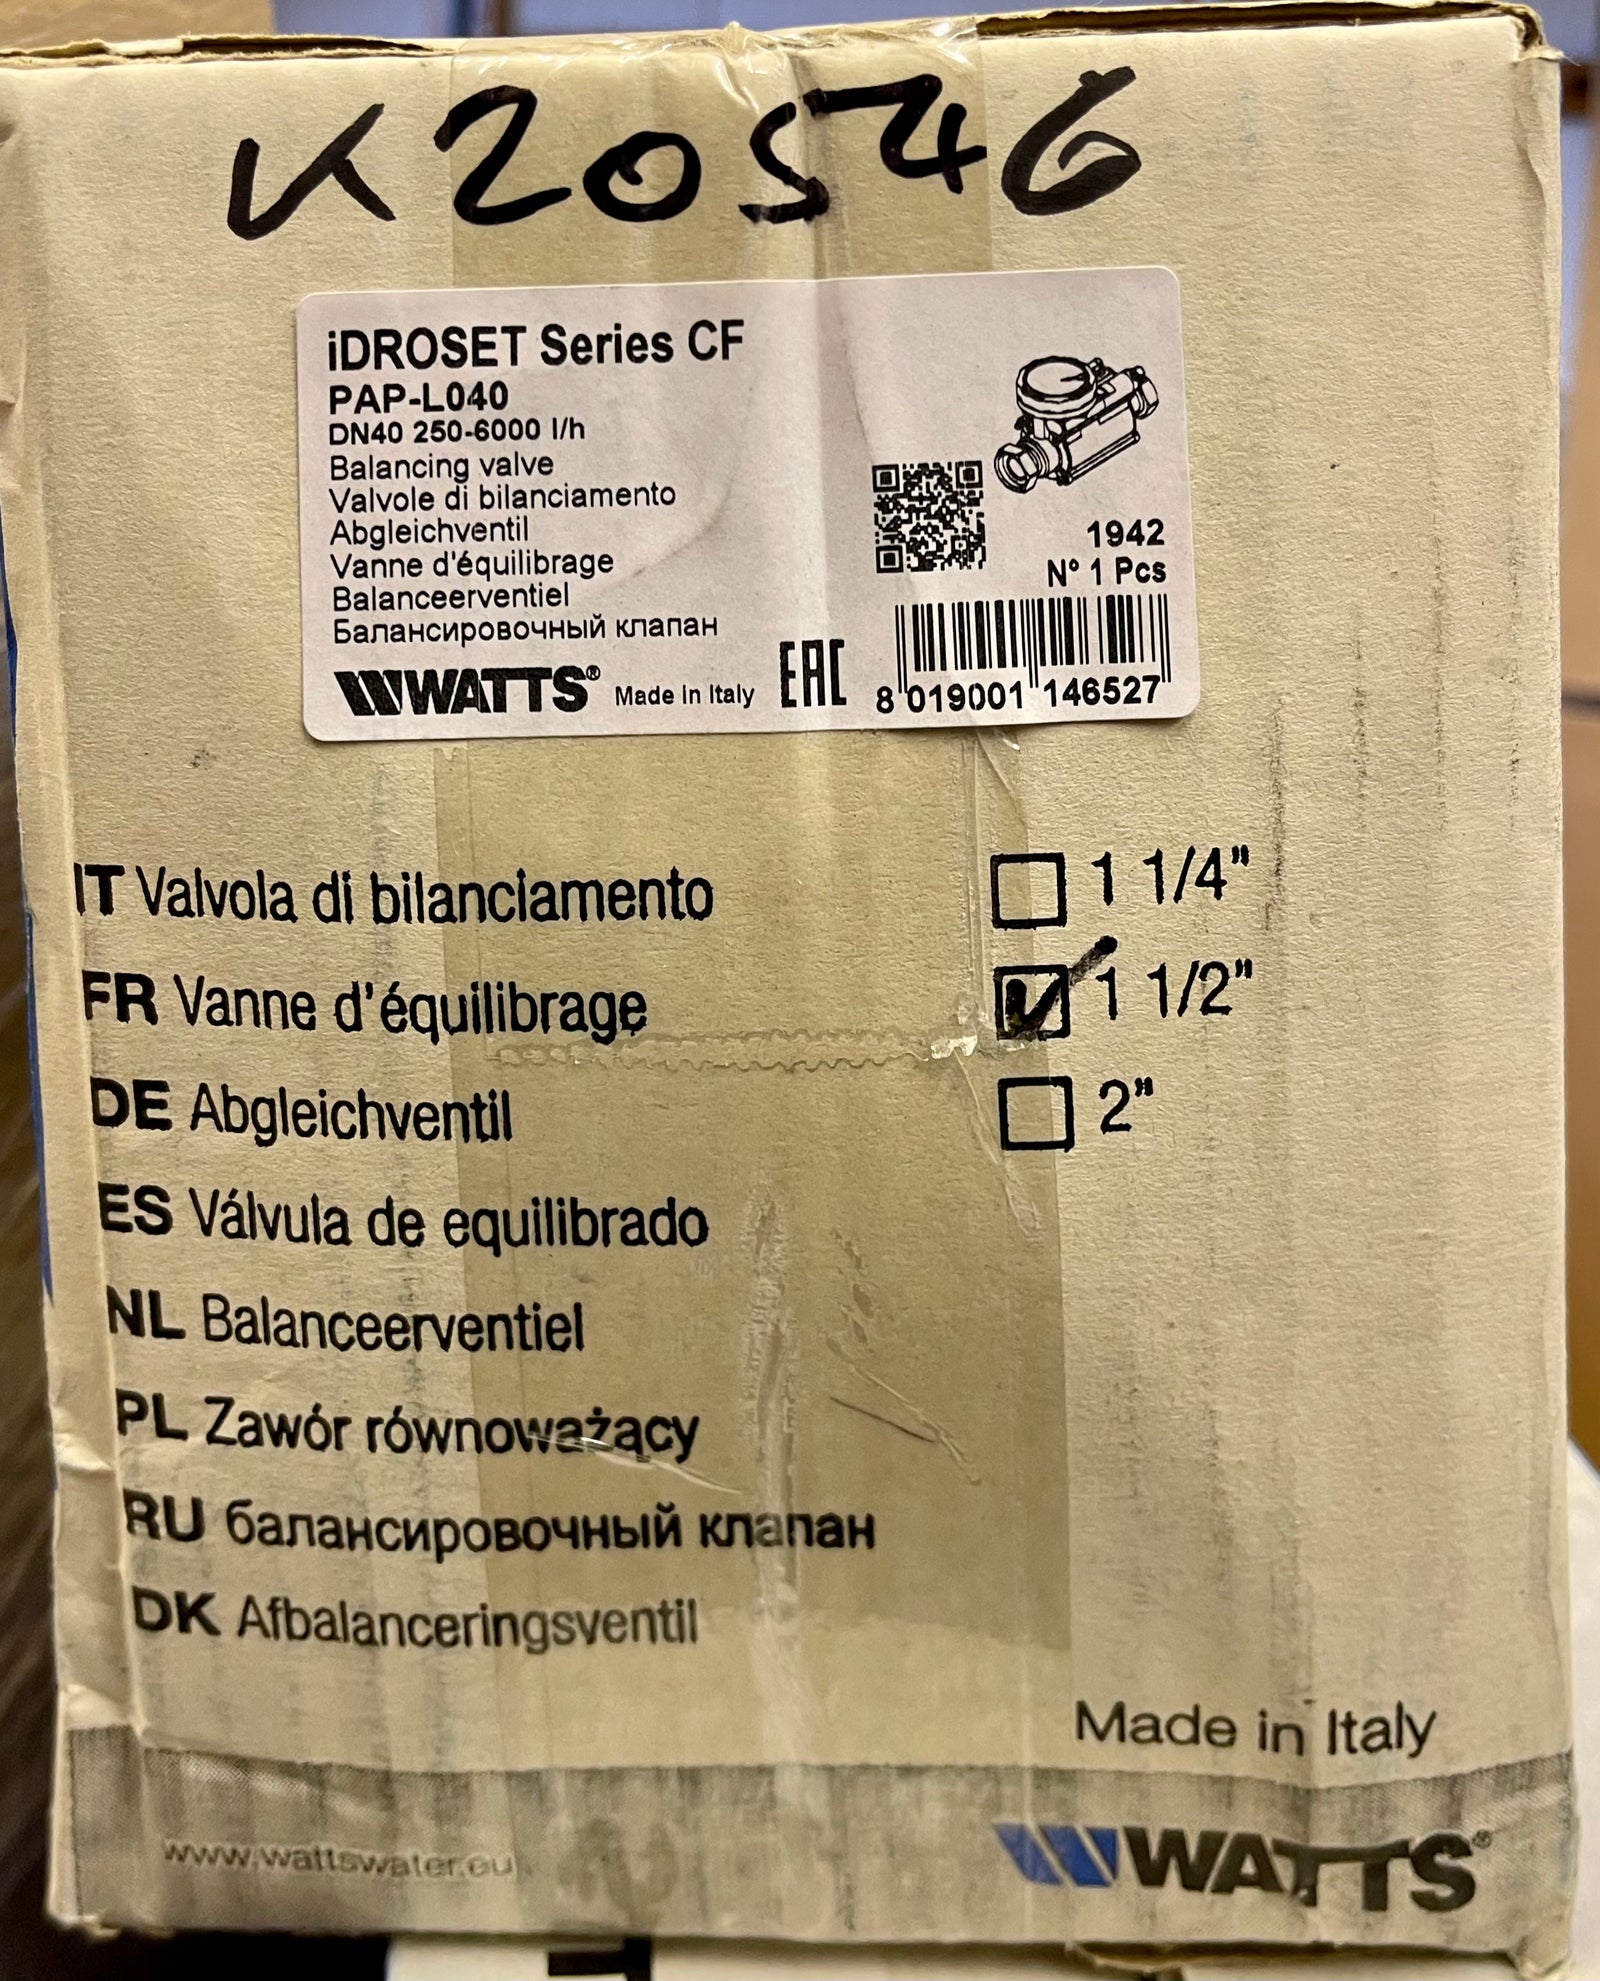 K20546
iDROSET Series CF
PAP-L040
DN40 250-6000 l/h
Balancing valve
Valvole di bilanciamento
Abgleichventil
Vanne d'équilibrage
Balanceerventiel
Балансировочный клапан
WATTS® Made in Italy EAC
1942
N° 1 Pcs
8 019001 146527
IT Valvola di bilanciamento
1 1/4"
FR Vanne d'équilibrage
1 1/2"
DE Abgleichventil
2"
ES Válvula de equilibrado
NL Balanceerventiel
PL Zawór równoważący
RU балансировочный клапан
DK Afbalanceringsventil
Made in Italy
www.wattswater.eu
WATTS®